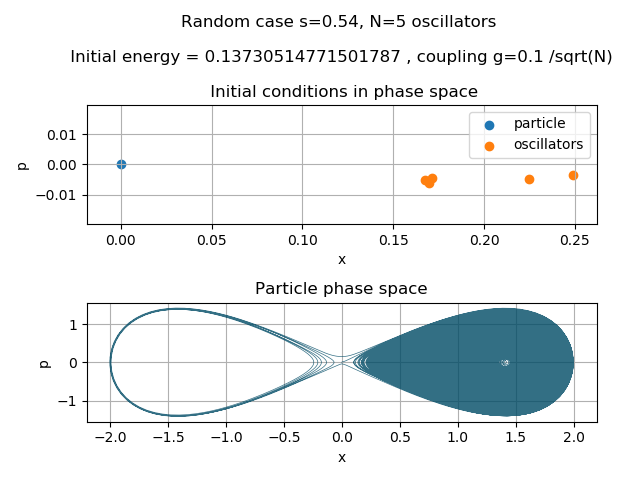 Random case s=0.54, N=5 oscillators
Initial energy = 0.13730514771501787 , coupling g=0.1 /sqrt(N)
Initial conditions in phase space
particle
oscillators
0.01
0.00
−0.01
p
0.00 0.05 0.10 0.15 0.20 0.25
x
Particle phase space
1
0
−1
p
−2.0 −1.5 −1.0 −0.5 0.0 0.5 1.0 1.5 2.0
x